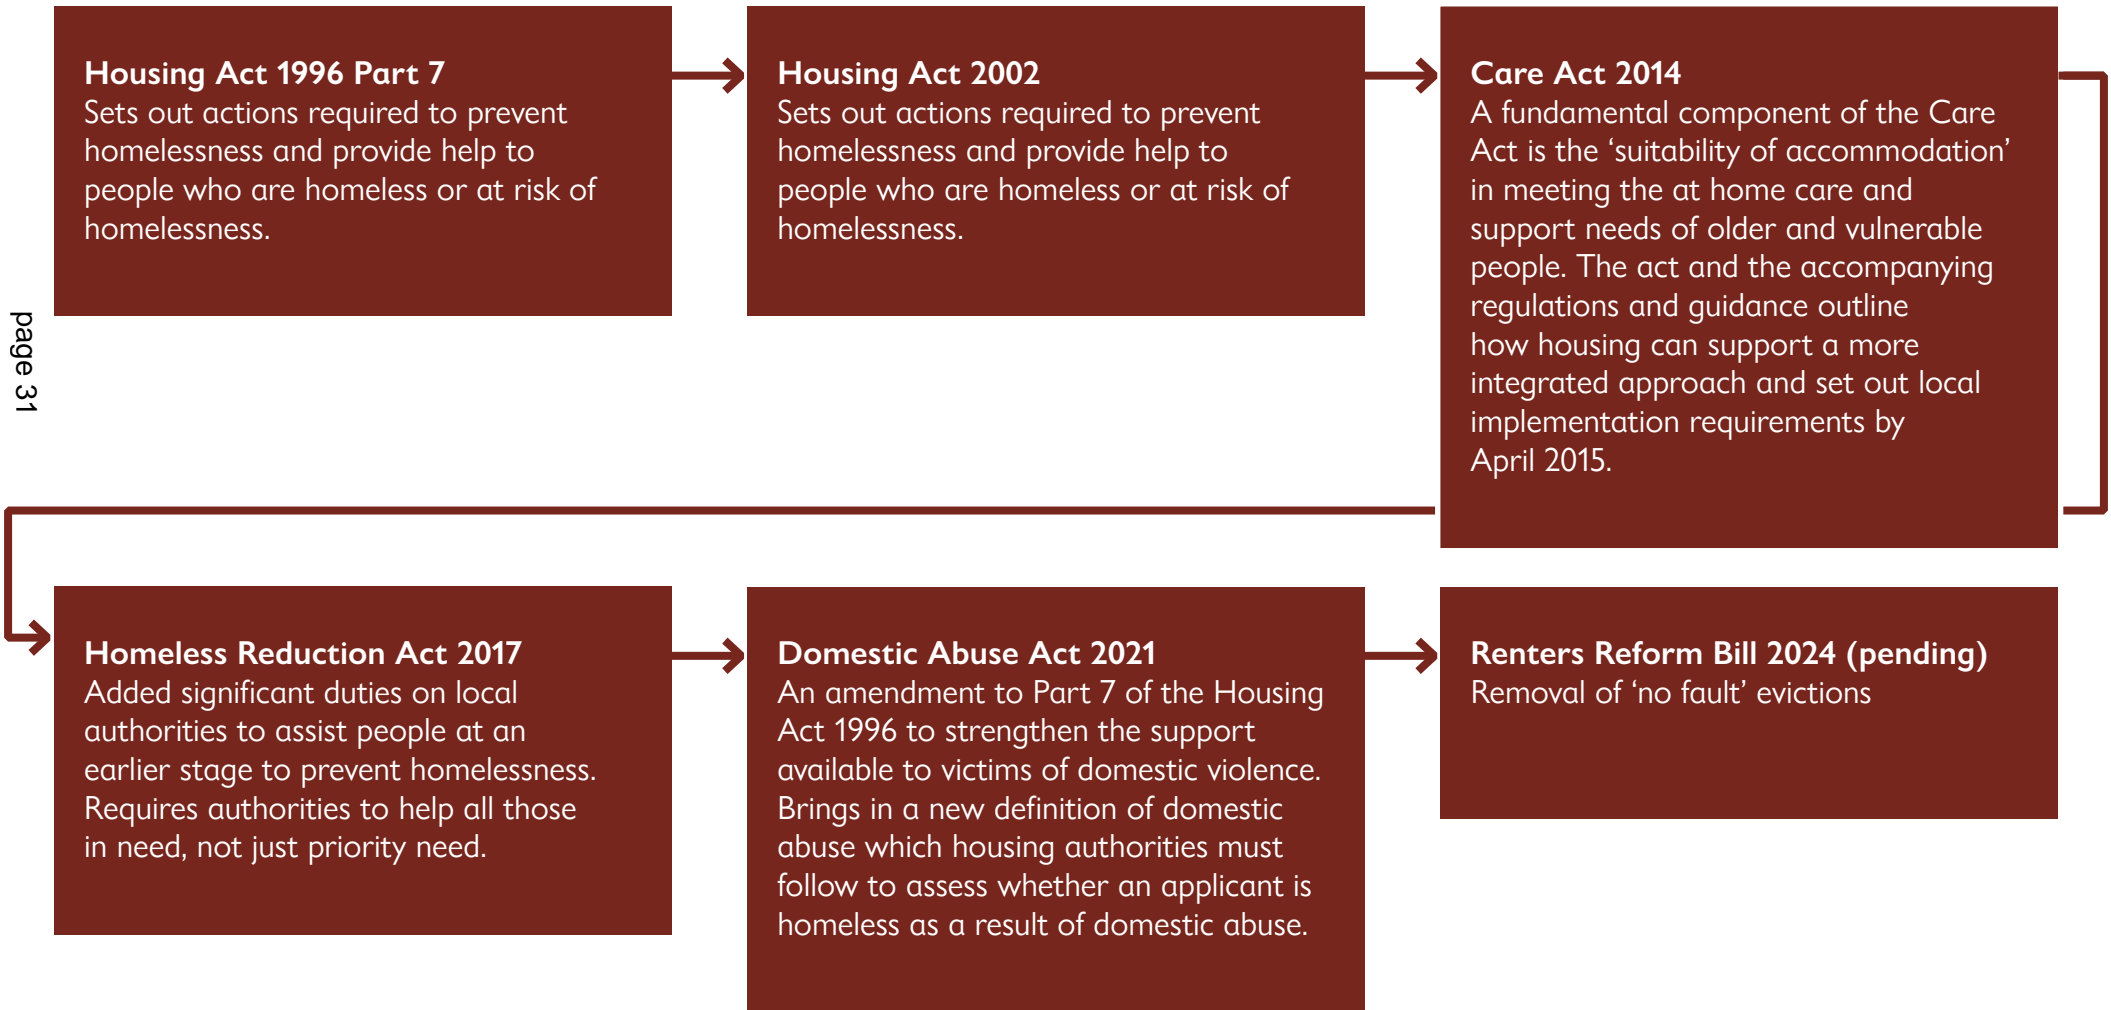 Housing Act 1996 Part 7
Sets out actions required to prevent
homelessness and provide help to
people who are homeless or at risk of
homelessness.
Housing Act 2002
Sets out actions required to prevent
homelessness and provide help to
people who are homeless or at risk of
homelessness.
Care Act 2014
A fundamental component of the Care
Act is the ‘suitability of accommodation’
in meeting the at home care and
support needs of older and vulnerable
people. The act and the accompanying
regulations and guidance outline
how housing can support a more
integrated approach and set out local
implementation requirements by
April 2015.
page 31
Homeless Reduction Act 2017
Added significant duties on local
authorities to assist people at an
earlier stage to prevent homelessness.
Requires authorities to help all those
in need, not just priority need.
Domestic Abuse Act 2021
An amendment to Part 7 of the Housing
Act 1996 to strengthen the support
available to victims of domestic violence.
Brings in a new definition of domestic
abuse which housing authorities must
follow to assess whether an applicant is
homeless as a result of domestic abuse.
Renters Reform Bill 2024 (pending)
Removal of ‘no fault’ evictions